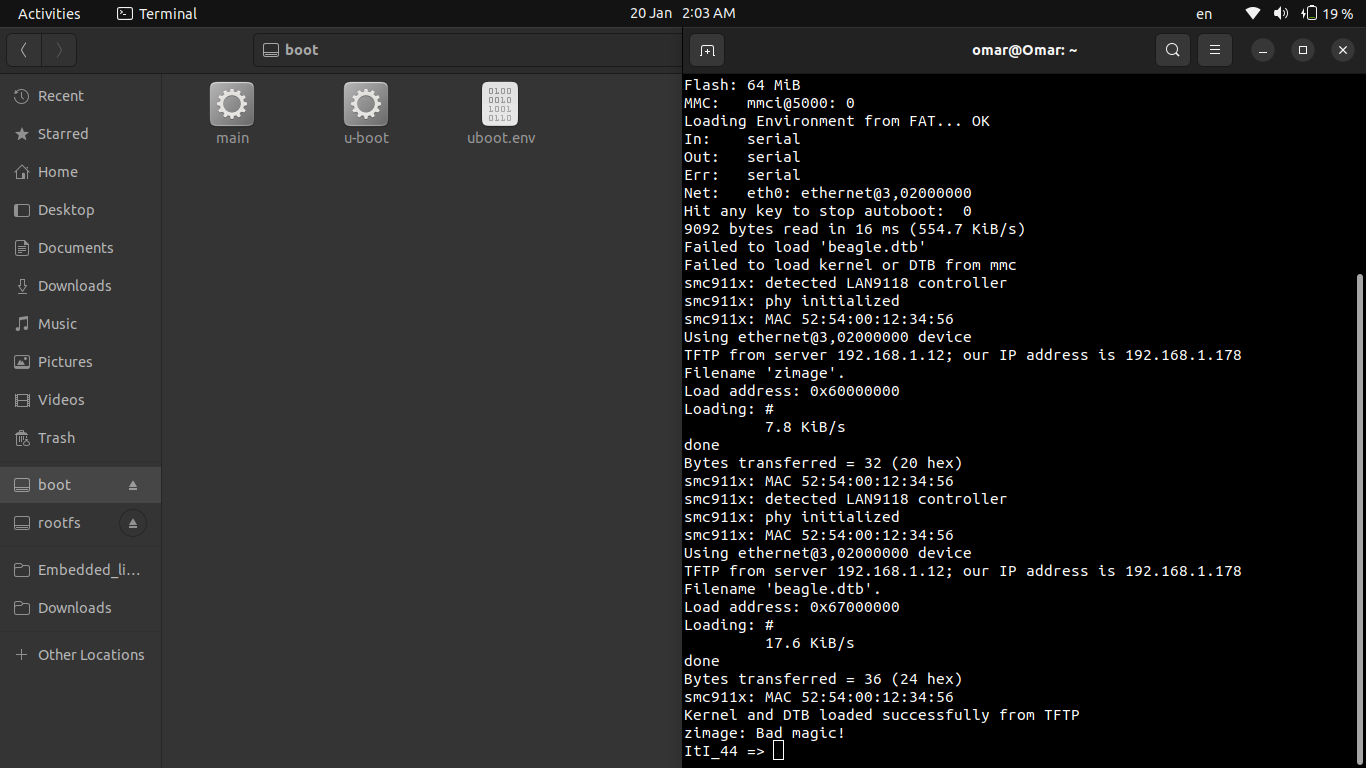 Activities
Terminal
20 Jan 2:03 AM
en
19 %
boot
omar@Omar: ~
Recent
Starred
Home
Desktop
Documents
Downloads
Music
Pictures
Videos
Trash
boot
rootfs
Embedded_li…
Downloads
+ Other Locations
main
u-boot
0100
0010
1001
0110
uboot.env
Flash: 64 MiB
MMC:   mmci@5000: 0
Loading Environment from FAT... OK
In:    serial
Out:   serial
Err:   serial
Net:   eth0: ethernet@3,02000000
Hit any key to stop autoboot:  0
9092 bytes read in 16 ms (554.7 KiB/s)
Failed to load 'beagle.dtb'
Failed to load kernel or DTB from mmc
smc911x: detected LAN9118 controller
smc911x: phy initialized
smc911x: MAC 52:54:00:12:34:56
Using ethernet@3,02000000 device
TFTP from server 192.168.1.12; our IP address is 192.168.1.178
Filename 'zimage'.
Load address: 0x60000000
Loading: #
         7.8 KiB/s
done
Bytes transferred = 32 (20 hex)
smc911x: MAC 52:54:00:12:34:56
smc911x: detected LAN9118 controller
smc911x: phy initialized
smc911x: MAC 52:54:00:12:34:56
Using ethernet@3,02000000 device
TFTP from server 192.168.1.12; our IP address is 192.168.1.178
Filename 'beagle.dtb'.
Load address: 0x67000000
Loading: #
         17.6 KiB/s
done
Bytes transferred = 36 (24 hex)
smc911x: MAC 52:54:00:12:34:56
Kernel and DTB loaded successfully from TFTP
zimage: Bad magic!
ItI_44 =>